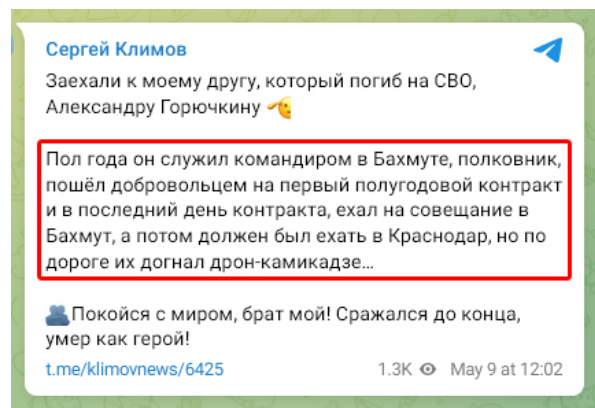 Сергей Климов
Заехали к моему другу, который погиб на СВО,
Александру Горючкину 🫡
Пол года он служил командиром в Бахмуте, полковник,
пошёл добровольцем на первый полугодовой контракт
и в последний день контракта, ехал на совещание в
Бахмут, а потом должен был ехать в Краснодар, но по
дороге их догнал дрон-камикадзе...
🫂Покойся с миром, брат мой! Сражался до конца,
умер как герой!
t.me/klimovnews/6425 1.3K May 9 at 12:02